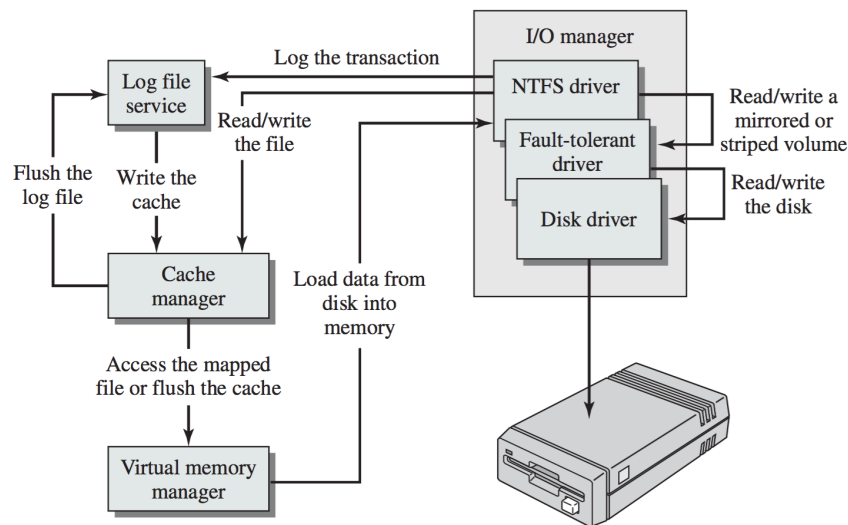 I/O manager
Log the transaction
Log file
service
NTFS driver
Read/write a
mirrored or
striped volume
Read/write
the file
Fault-tolerant
driver
Flush the
log file
Write the
cache
Read/write
the disk
Disk driver
Cache
manager
Load data from
disk into
memory
Access the mapped
file or flush the cache
Virtual memory
manager